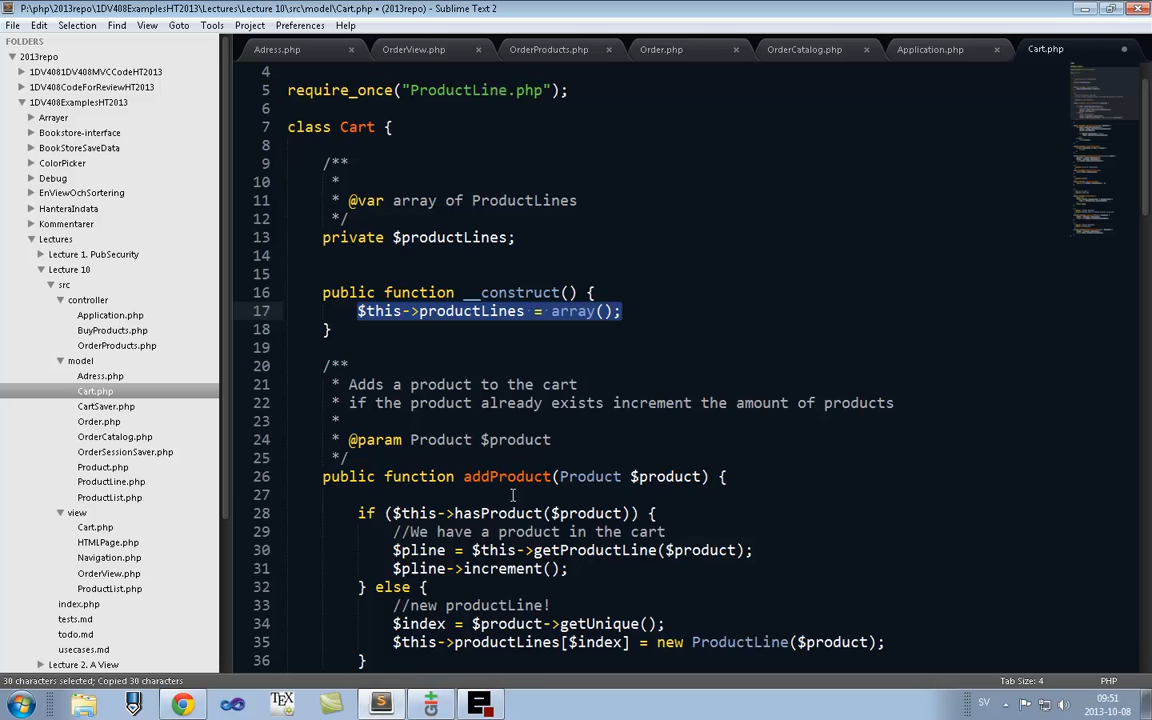 P:\php\2013repo\1DV408ExamplesHT2013\Lectures\Lecture 10\src\model\Cart.php • (2013repo) - Sublime Text 2
File Edit Selection Find View Goto Tools Project Preferences Help
FOLDERS
2013repo
1DV4081DV408MVCCodeHT2013
1DV408CodeForReviewHT2013
1DV408ExamplesHT2013
Arrayer
Bookstore-interface
BookStoreSaveData
ColorPicker
Debug
EnViewOchSortering
HanteraIndata
Kommentarer
Lectures
Lecture 1. PubSecurity
Lecture 10
src
controller
Application.php
BuyProducts.php
OrderProducts.php
model
Adress.php
Cart.php
CartSaver.php
Order.php
OrderCatalog.php
OrderSessionSaver.php
Product.php
ProductLine.php
ProductList.php
view
Cart.php
HTMLPage.php
Navigation.php
OrderView.php
ProductList.php
index.php
tests.md
todo.md
usecases.md
Lecture 2. A View
Adress.php OrderView.php OrderProducts.php Order.php OrderCatalog.php Application.php Cart.php
4
5 require_once("ProductLine.php");
6
7 class Cart {
8
9 /**
10 *
11 * @var array of ProductLines
12 */
13 private $productLines;
14
15
16 public function __construct() {
17 $this->productLines = array();
18 }
19
20 /**
21 * Adds a product to the cart
22 * if the product already exists increment the amount of products
23 *
24 * @param Product $product
25 */
26 public function addProduct(Product $product) {
27
28 if ($this->hasProduct($product)) {
29 //We have a product in the cart
30 $pline = $this->getProductLine($product);
31 $pline->increment();
32 } else {
33 //new productLine!
34 $index = $product->getUnique();
35 $this->productLines[$index] = new ProductLine($product);
36 }
30 characters selected; Copied 30 characters Tab Size: 4 PHP
SV 09:51
2013-10-08